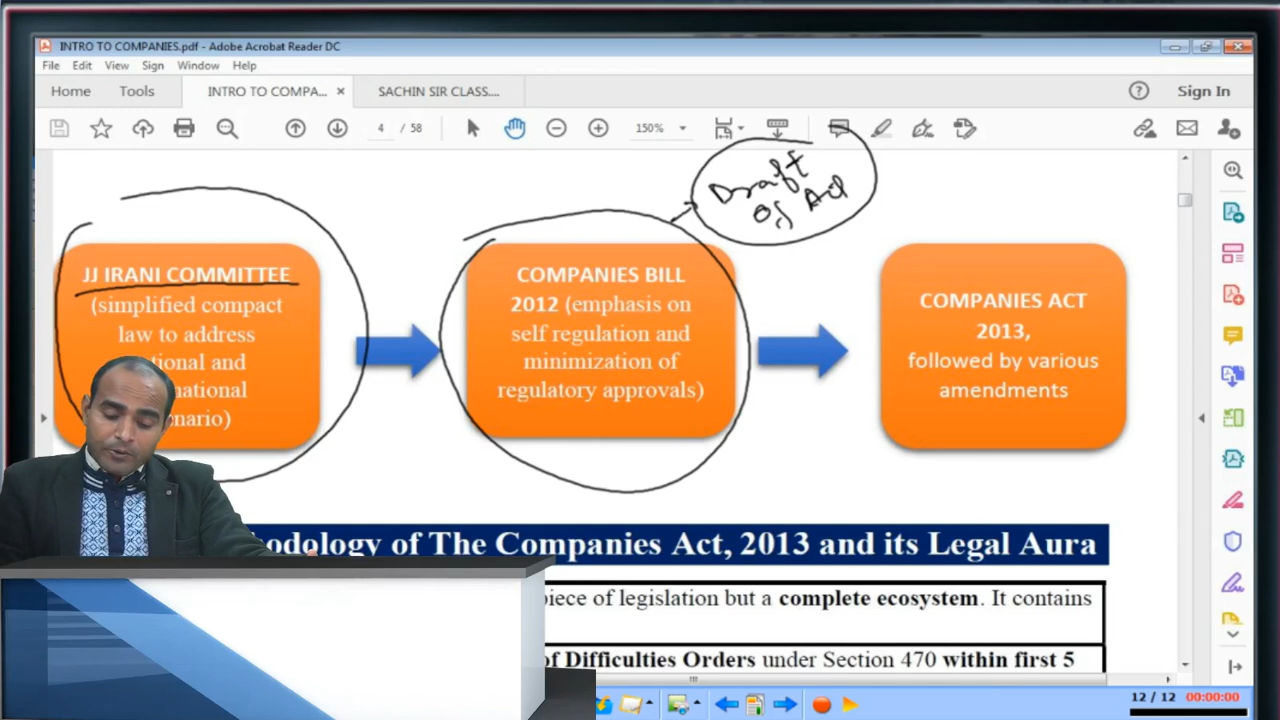 INTRO TO COMPANIES.pdf - Adobe Acrobat Reader DC
File Edit View Sign Window Help
Home Tools INTRO TO COMPA... × SACHIN SIR CLASS.... Sign In
4 / 58 150%
Draft
Of Act
JJ IRANI COMMITTEE
(simplified compact
law to address
tional and
national
nario)
COMPANIES BILL
2012 (emphasis on
self regulation and
minimization of
regulatory approvals)
COMPANIES ACT
2013,
followed by various
amendments
hodology of The Companies Act, 2013 and its Legal Aura
piece of legislation but a complete ecosystem. It contains
of Difficulties Orders under Section 470 within first 5
12 / 12 00:00:00